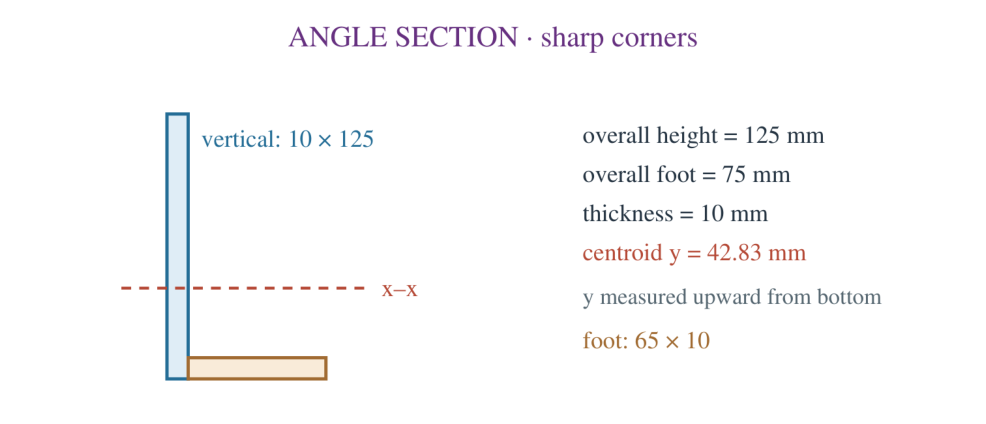 ANGLE SECTION · sharp corners
vertical: 10 × 125
x–x
overall height = 125 mm
overall foot = 75 mm
thickness = 10 mm
centroid y = 42.83 mm
y measured upward from bottom
foot: 65 × 10